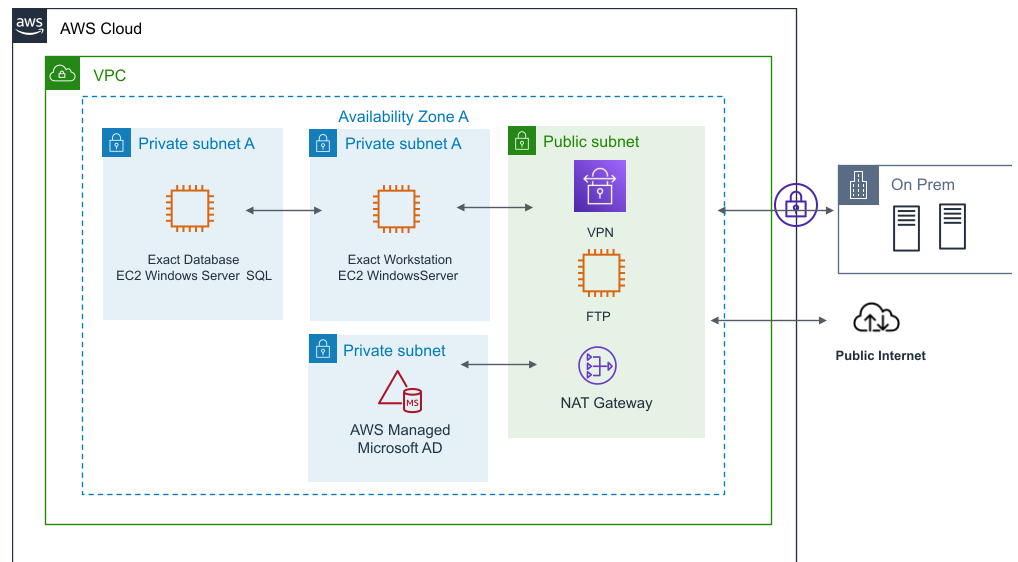 aws
AWS Cloud
VPC
Availability Zone A
Private subnet A
Exact Database
EC2 Windows Server  SQL
Private subnet A
Exact Workstation
EC2 WindowsServer
Public subnet
VPN
FTP
NAT Gateway
Private subnet
MS
AWS Managed
Microsoft AD
On Prem
Public Internet